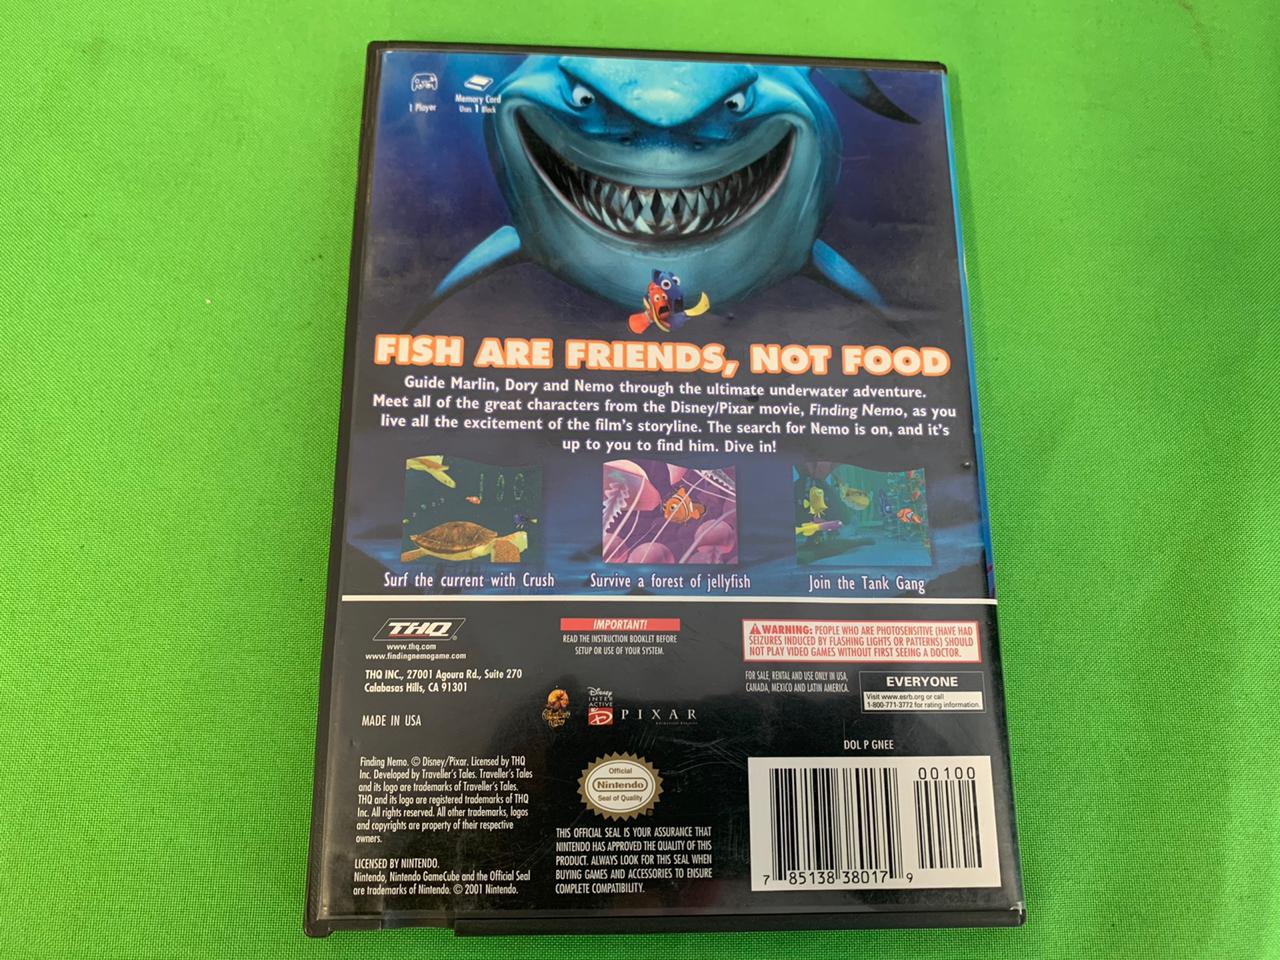 1 Player
Memory Card
Uses 1 Block
FISH ARE FRIENDS, NOT FOOD
Guide Marlin, Dory and Nemo through the ultimate underwater adventure.
Meet all of the great characters from the Disney/Pixar movie, Finding Nemo, as you
live all the excitement of the film's storyline. The search for Nemo is on, and it's
up to you to find him. Dive in!
Surf the current with Crush
Survive a forest of jellyfish
Join the Tank Gang
THQ
www.thq.com
www.findingnemogame.com
THQ INC., 27001 Agoura Rd., Suite 270
Calabasas Hills, CA 91301
MADE IN USA
IMPORTANT!
READ THE INSTRUCTION BOOKLET BEFORE
SETUP OR USE OF YOUR SYSTEM.
WARNING: PEOPLE WHO ARE PHOTOSENSITIVE (HAVE HAD
SEIZURES INDUCED BY FLASHING LIGHTS OR PATTERNS) SHOULD
NOT PLAY VIDEO GAMES WITHOUT FIRST SEEING A DOCTOR.
FOR SALE, RENTAL AND USE ONLY IN USA,
CANADA, MEXICO AND LATIN AMERICA.
EVERYONE
Visit www.esrb.org or call
1-800-771-3772 for rating information.
Disney
INTER
ACTIVE
PIXAR
DOL P GNEE
Finding Nemo. © Disney/Pixar. Licensed by THQ
Inc. Developed by Traveller's Tales. Traveller's Tales
and its logo are trademarks of Traveller's Tales.
THQ and its logo are registered trademarks of THQ
Inc. All rights reserved. All other trademarks, logos
and copyrights are property of their respective
owners.
LICENSED BY NINTENDO.
Nintendo, Nintendo GameCube and the Official Seal
are trademarks of Nintendo. © 2001 Nintendo.
Official
Nintendo
Seal of Quality
THIS OFFICIAL SEAL IS YOUR ASSURANCE THAT
NINTENDO HAS APPROVED THE QUALITY OF THIS
PRODUCT. ALWAYS LOOK FOR THIS SEAL WHEN
BUYING GAMES AND ACCESSORIES TO ENSURE
COMPLETE COMPATIBILITY.
00100
7 85138 38017 9